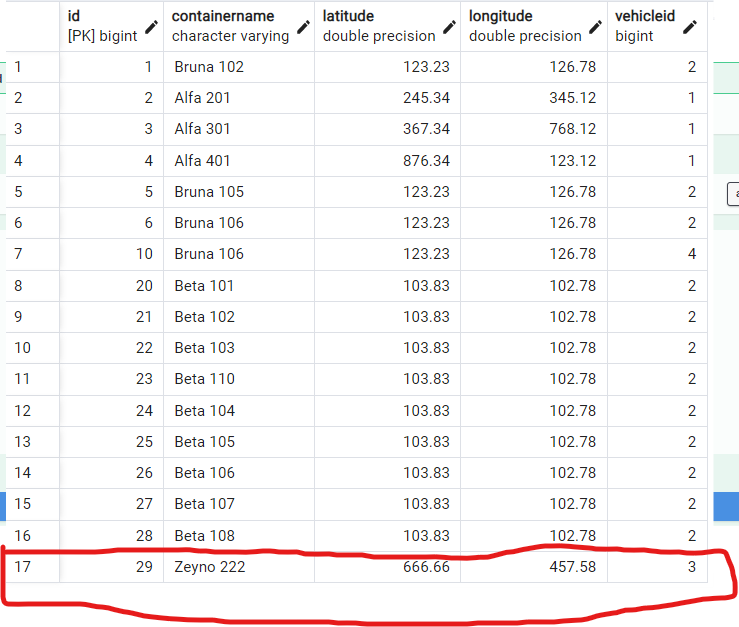 id containername latitude longitude vehicleid
[PK] bigint character varying double precision double precision bigint
1 1 Bruna 102 123.23 126.78 2
2 2 Alfa 201 245.34 345.12 1
3 3 Alfa 301 367.34 768.12 1
4 4 Alfa 401 876.34 123.12 1
5 5 Bruna 105 123.23 126.78 2
6 6 Bruna 106 123.23 126.78 2
7 10 Bruna 106 123.23 126.78 4
8 20 Beta 101 103.83 102.78 2
9 21 Beta 102 103.83 102.78 2
10 22 Beta 103 103.83 102.78 2
11 23 Beta 110 103.83 102.78 2
12 24 Beta 104 103.83 102.78 2
13 25 Beta 105 103.83 102.78 2
14 26 Beta 106 103.83 102.78 2
15 27 Beta 107 103.83 102.78 2
16 28 Beta 108 103.83 102.78 2
17 29 Zeyno 222 666.66 457.58 3